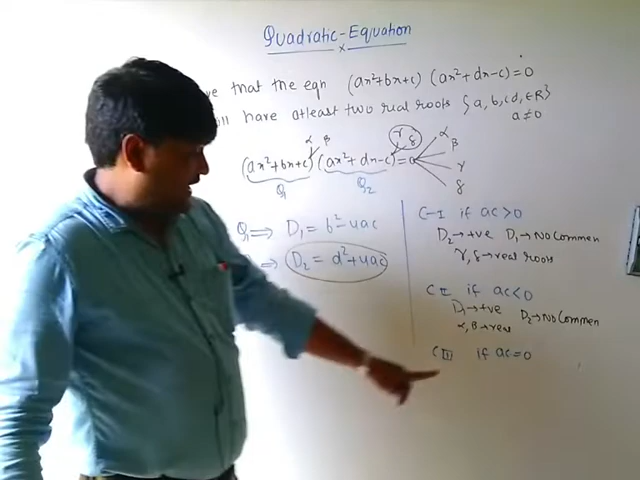 Quadratic-Equation
x
ve that the eqn (ax²+bx+c) (ax²+dx-c)=0
ll have atleast two real roots {a, b, c, d, ∈R}
a≠0
α β γ δ
(ax²+bx+c) (ax²+dx-c)=0
α
β
γ
δ
Q₁ Q₂
Q₁ ⇒ D₁ = b²-4ac
⇒ D₂ = d²+4ac
C-I if ac>0
D₂→+ve D₁→No Commen
γ, δ→real roots
C II if ac<0
D₁→+ve D₂→No Commen
α, β→real
C III if ac=0